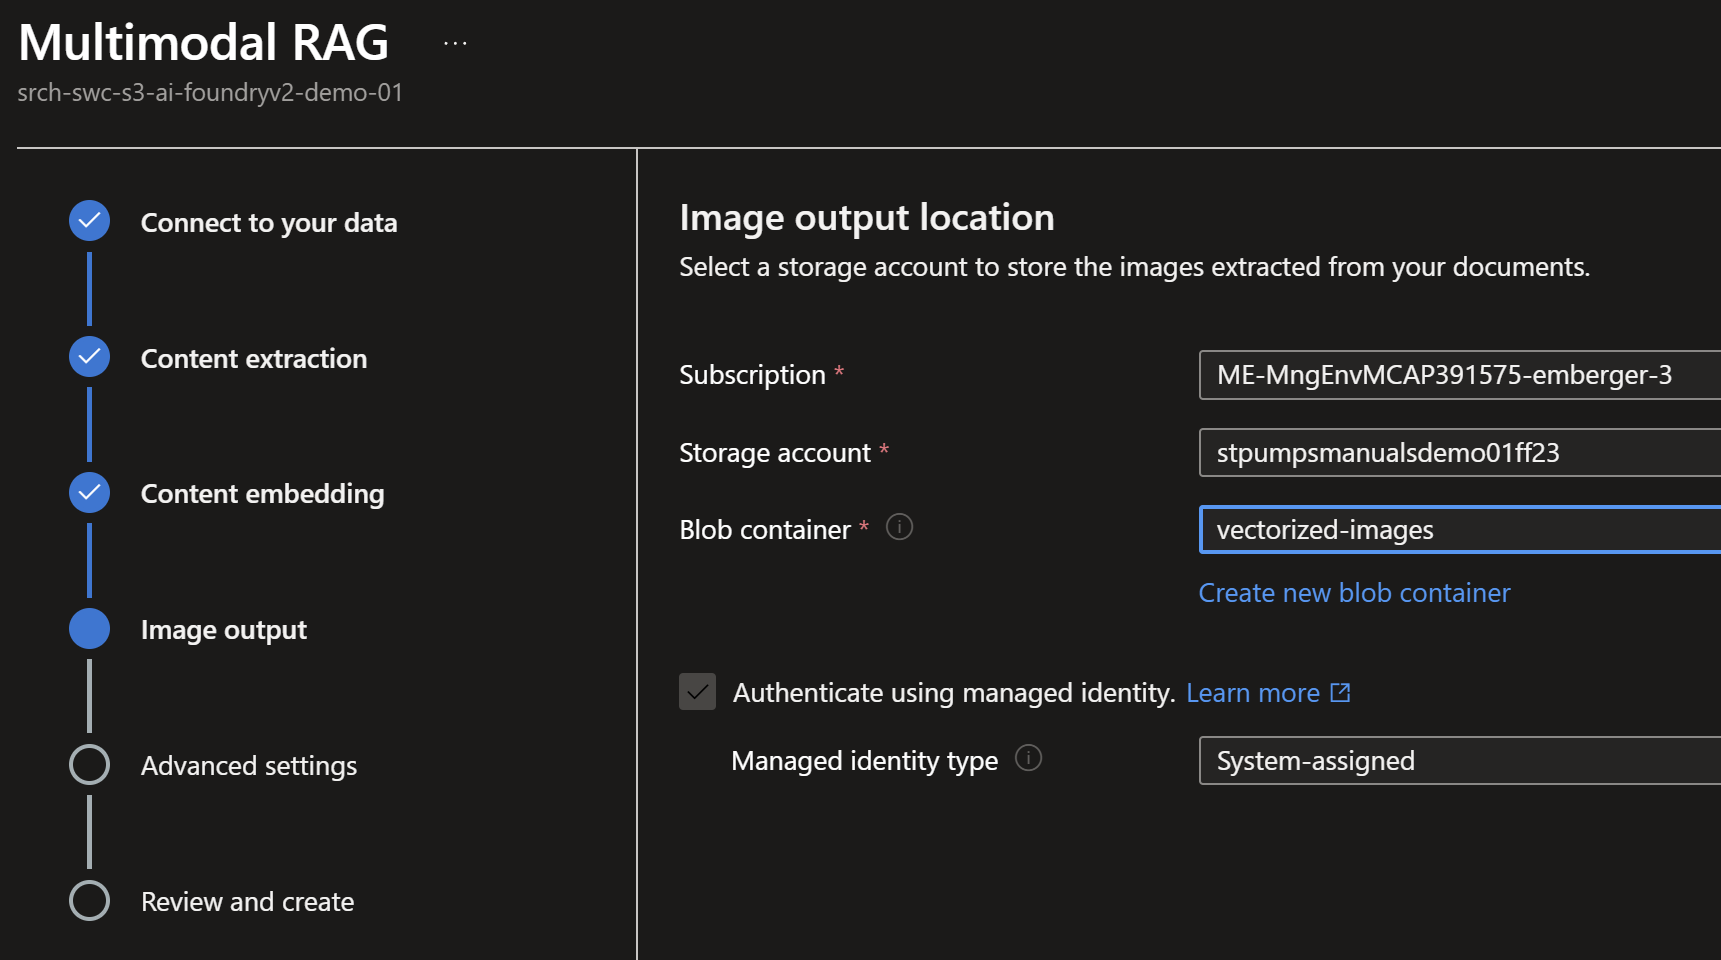 Multimodal RAG ...
srch-swc-s3-ai-foundryv2-demo-01
Connect to your data
Content extraction
Content embedding
Image output
Advanced settings
Review and create
Image output location
Select a storage account to store the images extracted from your documents.
Subscription * ME-MngEnvMCAP391575-emberger-3
Storage account * stpumpsmanualsdemo01ff23
Blob container * vectorized-images
Create new blob container
Authenticate using managed identity. Learn more
Managed identity type System-assigned